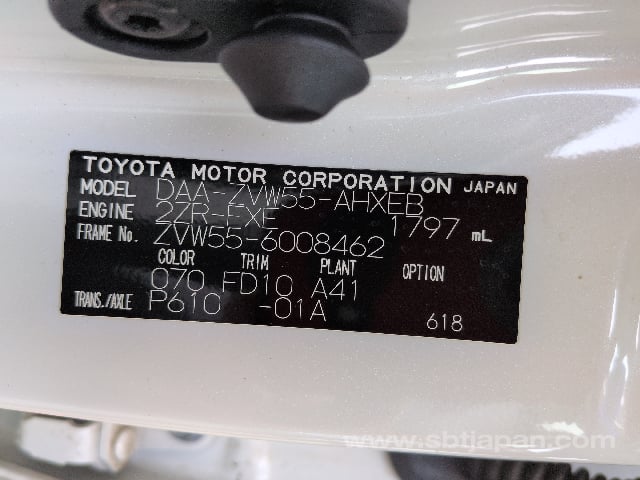 TOYOTA MOTOR CORPORATION JAPAN
MODEL DAA-ZVW55-AHXEB
ENGINE 2ZR-FXE 1797 mL
FRAME No. ZVW55-6008462
COLOR TRIM PLANT OPTION
070 FD10 A41
TRANS./AXLE P610 -01A
618
www.sbtjapan.com